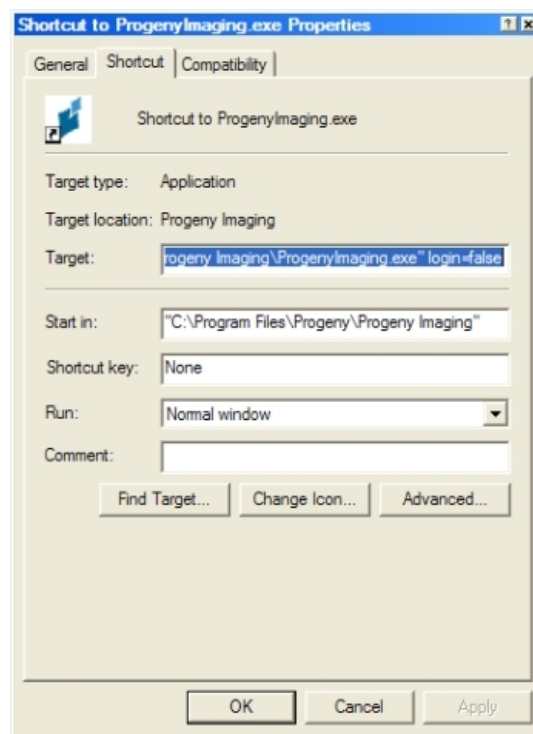 Shortcut to ProgenyImaging.exe Properties
General Shortcut Compatibility
Shortcut to ProgenyImaging.exe
Target type: Application
Target location: Progeny Imaging
Target: rogeny Imaging\ProgenyImaging.exe" login=false
Start in: "C:\Program Files\Progeny\Progeny Imaging"
Shortcut key: None
Run: Normal window
Comment:
Find Target... Change Icon... Advanced...
OK Cancel Apply